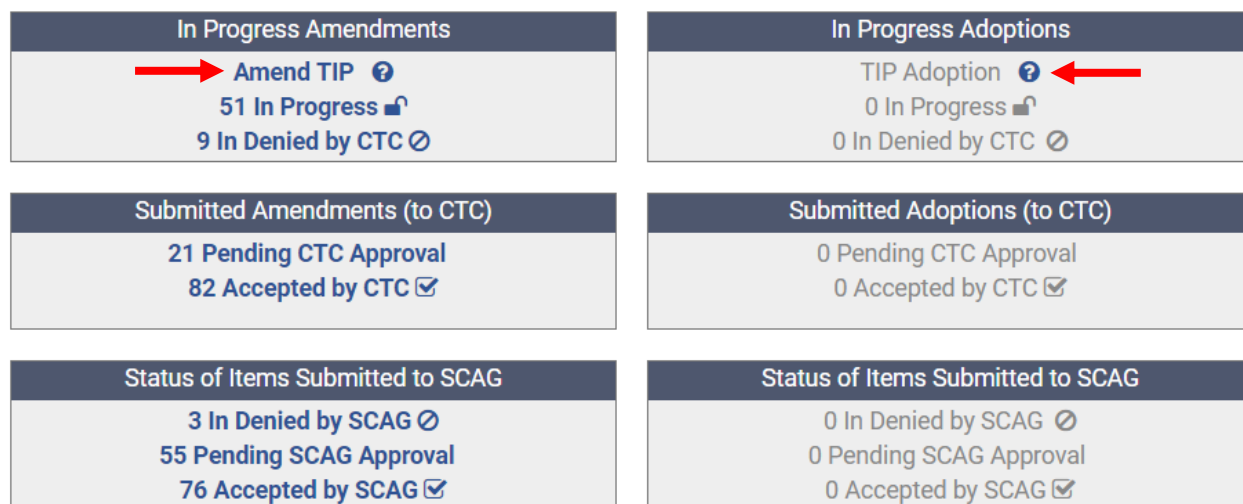 In Progress Amendments
Amend TIP
51 In Progress
9 In Denied by CTC
In Progress Adoptions
TIP Adoption
0 In Progress
0 In Denied by CTC
Submitted Amendments (to CTC)
21 Pending CTC Approval
82 Accepted by CTC
Submitted Adoptions (to CTC)
0 Pending CTC Approval
0 Accepted by CTC
Status of Items Submitted to SCAG
3 In Denied by SCAG
55 Pending SCAG Approval
76 Accepted by SCAG
Status of Items Submitted to SCAG
0 In Denied by SCAG
0 Pending SCAG Approval
0 Accepted by SCAG